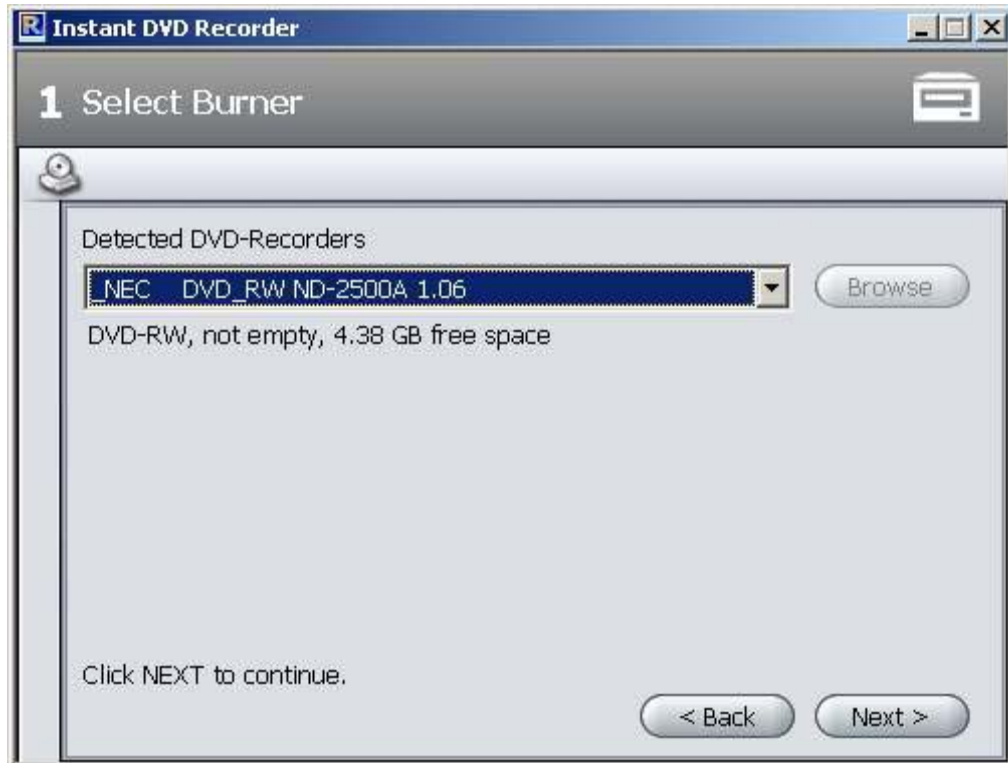 R Instant DVD Recorder
1 Select Burner
Detected DVD-Recorders
_NEC DVD_RW ND-2500A 1.06
Browse
DVD-RW, not empty, 4.38 GB free space
Click NEXT to continue.
< Back Next >